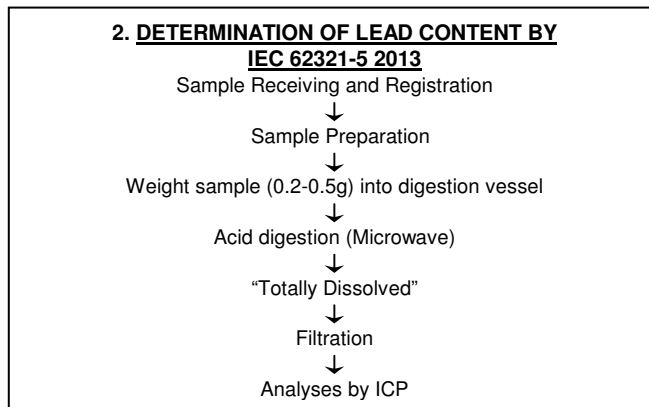 2. DETERMINATION OF LEAD CONTENT BY
IEC 62321-5 2013
Sample Receiving and Registration
↓
Sample Preparation
↓
Weight sample (0.2-0.5g) into digestion vessel
↓
Acid digestion (Microwave)
↓
“Totally Dissolved”
↓
Filtration
↓
Analyses by ICP